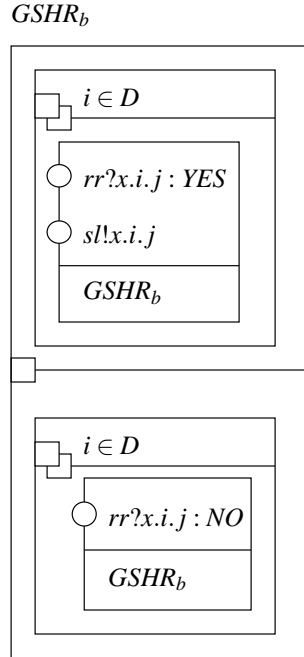 GSHR_b
i ∈ D
rr?x.i.j : YES
sl!x.i.j
GSHR_b
i ∈ D
rr?x.i.j : NO
GSHR_b